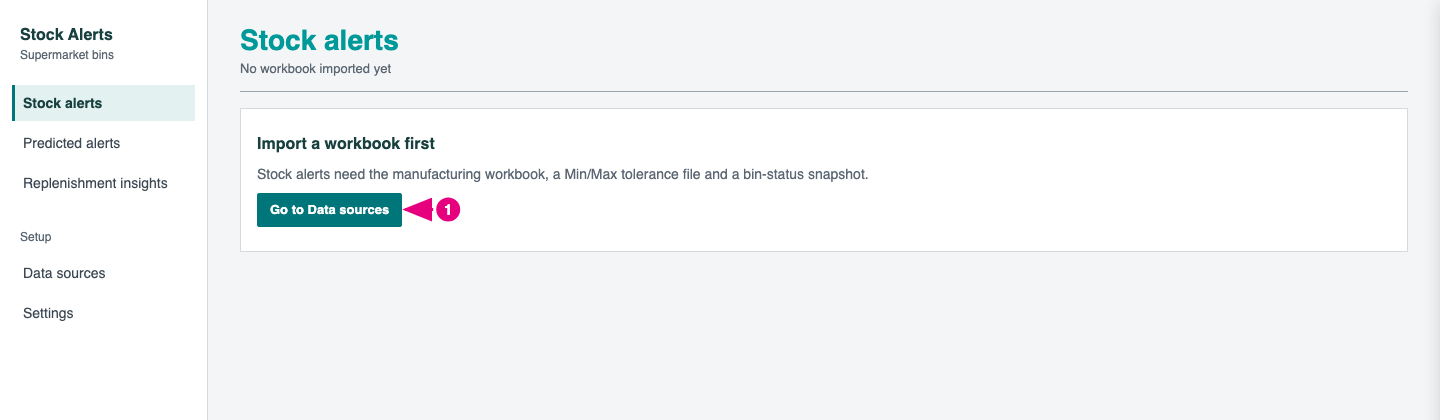 Stock Alerts
Supermarket bins
Stock alerts
Predicted alerts
Replenishment insights
Setup
Data sources
Settings
Stock alerts
No workbook imported yet
Import a workbook first
Stock alerts need the manufacturing workbook, a Min/Max tolerance file and a bin-status snapshot.
Go to Data sources
1